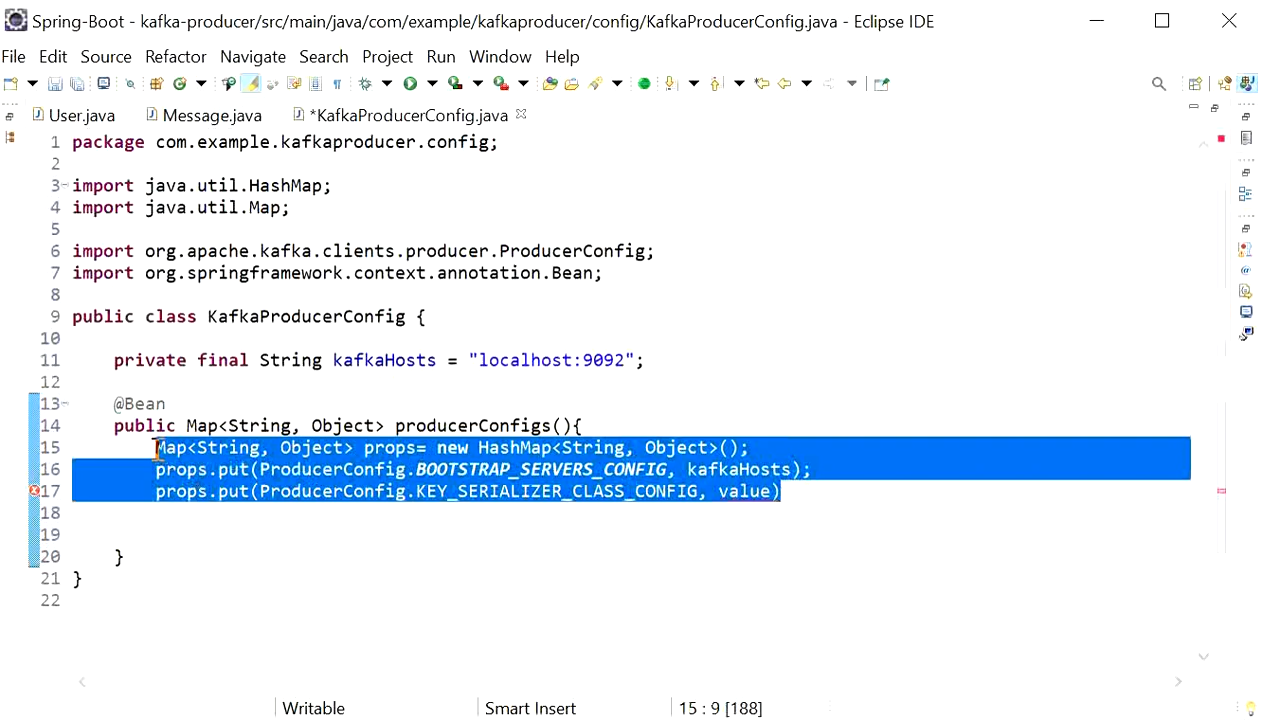 Spring-Boot - kafka-producer/src/main/java/com/example/kafkaproducer/config/KafkaProducerConfig.java - Eclipse IDE
File Edit Source Refactor Navigate Search Project Run Window Help
User.java Message.java *KafkaProducerConfig.java
1 package com.example.kafkaproducer.config;
2
3 import java.util.HashMap;
4 import java.util.Map;
5
6 import org.apache.kafka.clients.producer.ProducerConfig;
7 import org.springframework.context.annotation.Bean;
8
9 public class KafkaProducerConfig {
10
11 private final String kafkaHosts = "localhost:9092";
12
13 @Bean
14 public Map<String, Object> producerConfigs(){
15 Map<String, Object> props= new HashMap<String, Object>();
16 props.put(ProducerConfig.BOOTSTRAP_SERVERS_CONFIG, kafkaHosts);
17 props.put(ProducerConfig.KEY_SERIALIZER_CLASS_CONFIG, value)
18
19
20 }
21 }
22
Writable Smart Insert 15 : 9 [188]